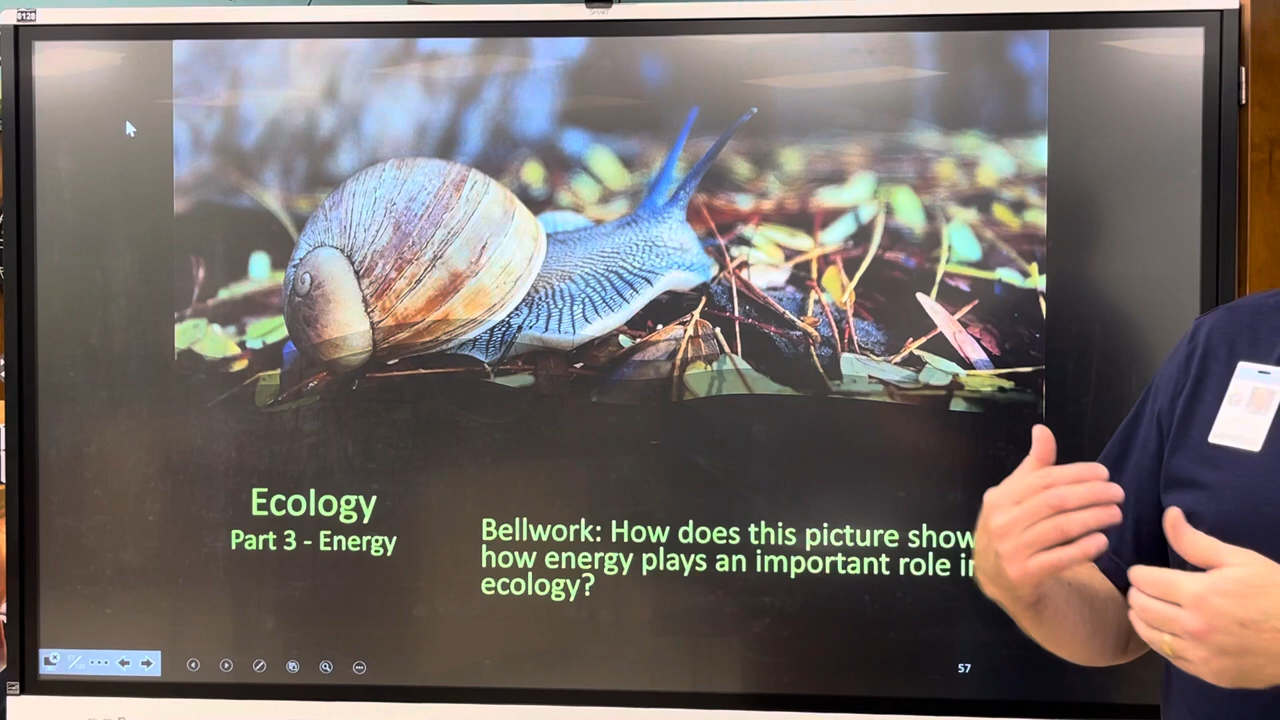 SMART
Ecology
Part 3 - Energy
Bellwork: How does this picture show
how energy plays an important role in
ecology?
57